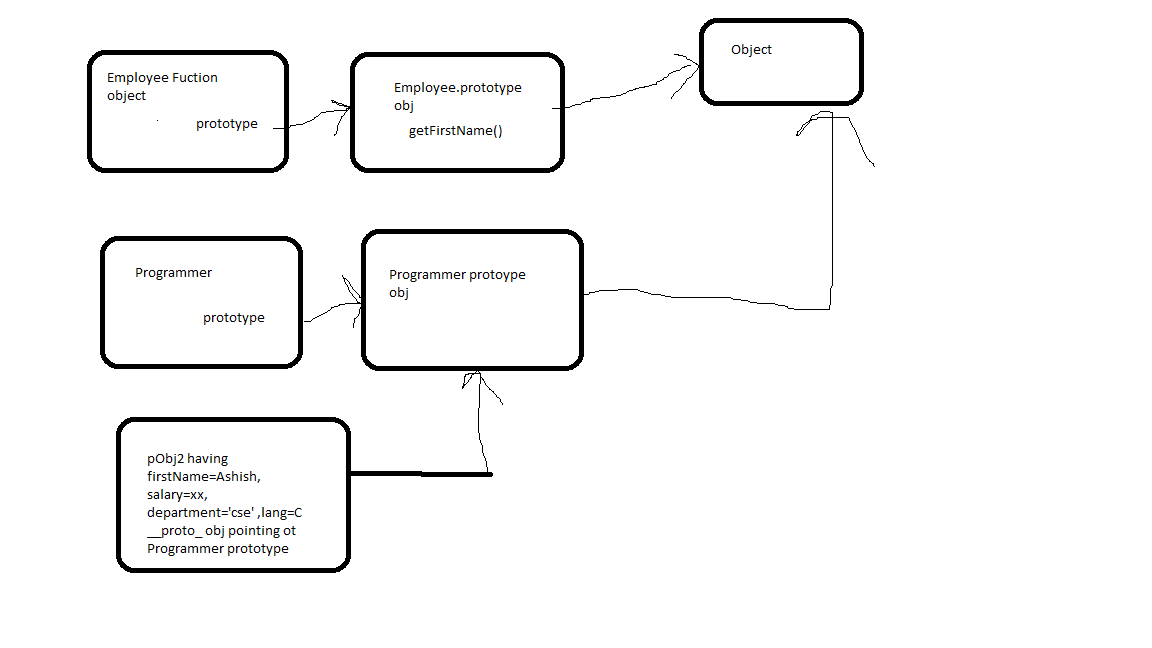 Employee Fuction
object
prototype
Employee.prototype
obj
getFirstName()
Object
Programmer
prototype
Programmer protoype
obj
pObj2 having
firstName=Ashish,
salary=xx,
department='cse' ,lang=C
__proto_ obj pointing ot
Programmer prototype